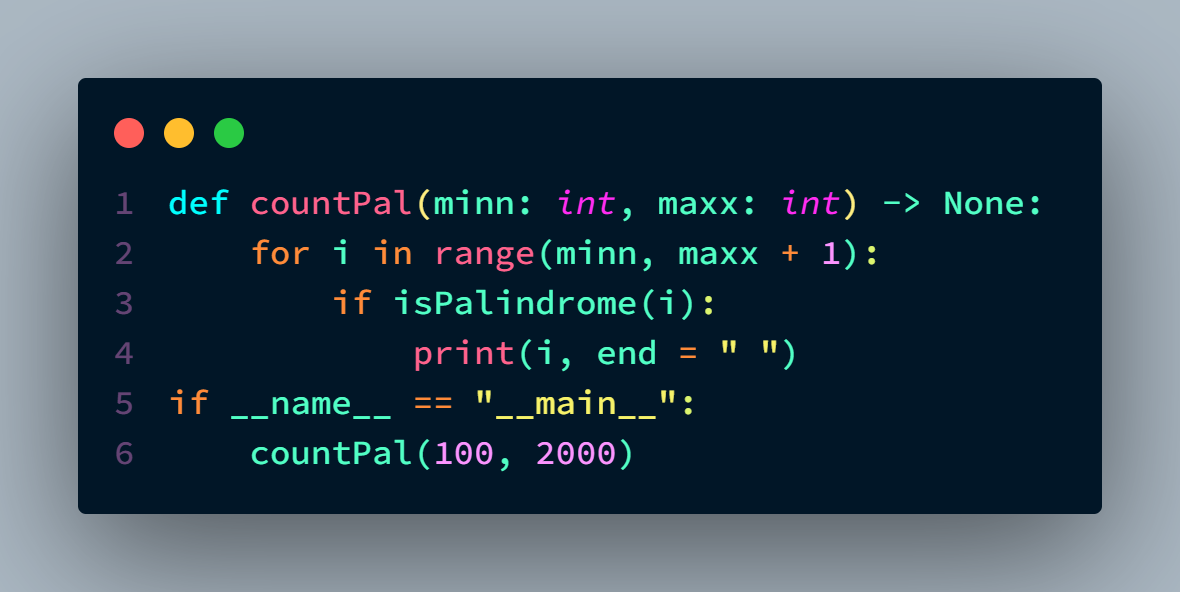 1 def countPal(minn: int, maxx: int) -> None:
2     for i in range(minn, maxx + 1):
3         if isPalindrome(i):
4             print(i, end = " ")
5 if __name__ == "__main__":
6     countPal(100, 2000)